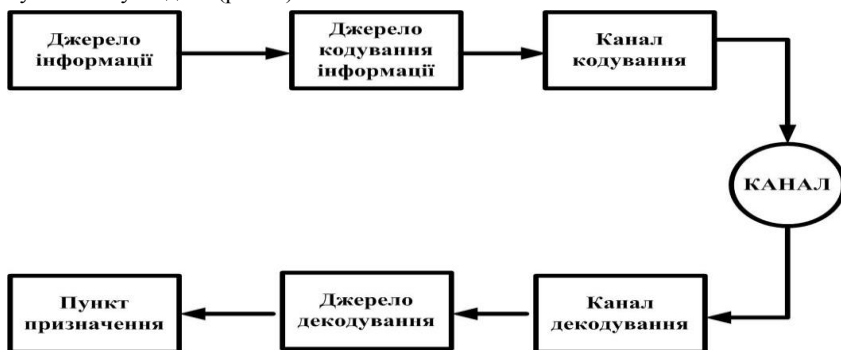 Джерело
інформації
Джерело
кодування
інформації
Канал
кодування
КАНАЛ
Пункт
призначення
Джерело
декодування
Канал
декодування